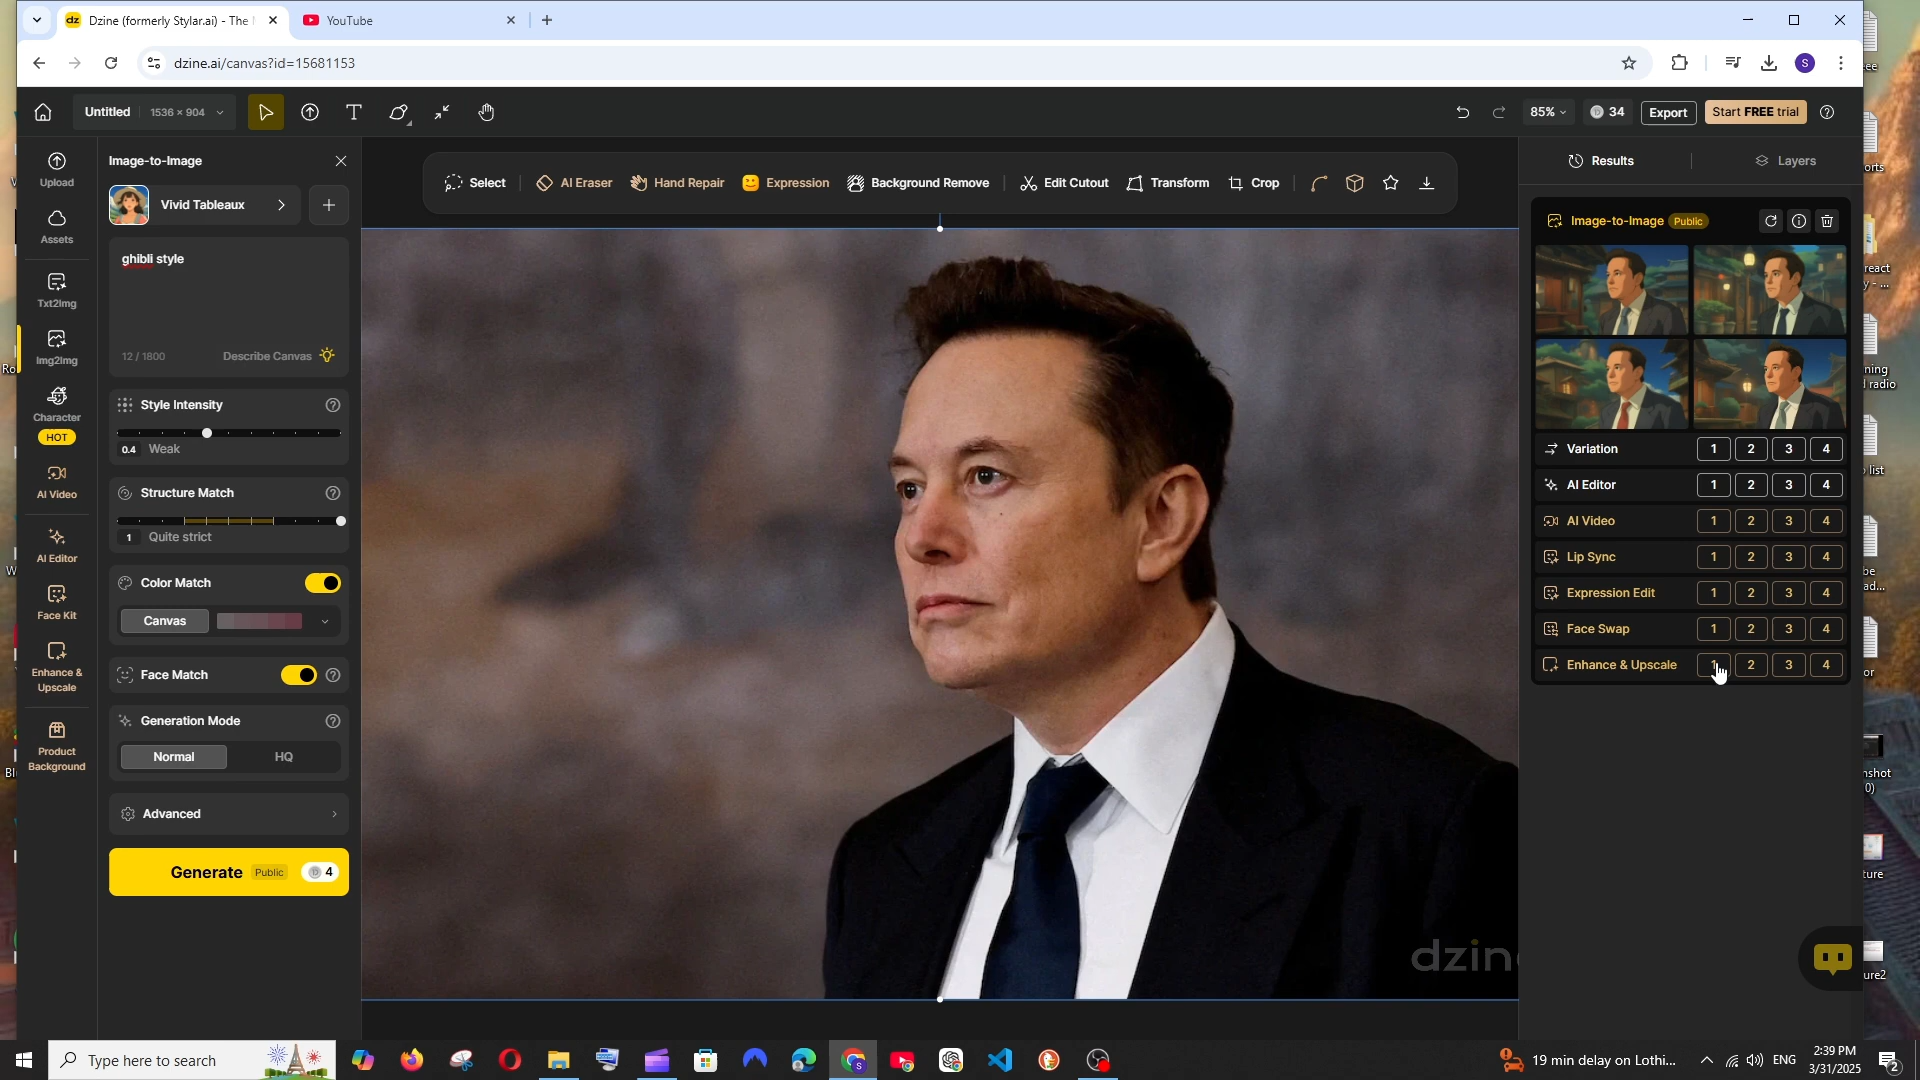 Dzine (formerly Stylar.ai) - The
YouTube
dzine.ai/canvas?id=15681153
S
Untitled
1536 × 904
85%
34
Export
Start FREE trial
Upload
Assets
Txt2Img
Img2Img
Character
HOT
AI Video
AI Editor
Face Kit
Enhance &
Upscale
Product
Background
Image-to-Image
Vivid Tableaux
ghibli style
12 / 1800
Describe Canvas
Style Intensity
0.4 Weak
Structure Match
1 Quite strict
Color Match
Canvas
Face Match
Generation Mode
Normal
HQ
Advanced
Generate
Public
4
Select
AI Eraser
Hand Repair
Expression
Background Remove
Edit Cutout
Transform
Crop
dzin
Results
Layers
Image-to-Image
Public
Variation
1 2 3 4
AI Editor
1 2 3 4
AI Video
1 2 3 4
Lip Sync
1 2 3 4
Expression Edit
1 2 3 4
Face Swap
1 2 3 4
Enhance & Upscale
1 2 3 4
Type here to search
19 min delay on Lothi...
ENG
2:39 PM
3/31/2025
2